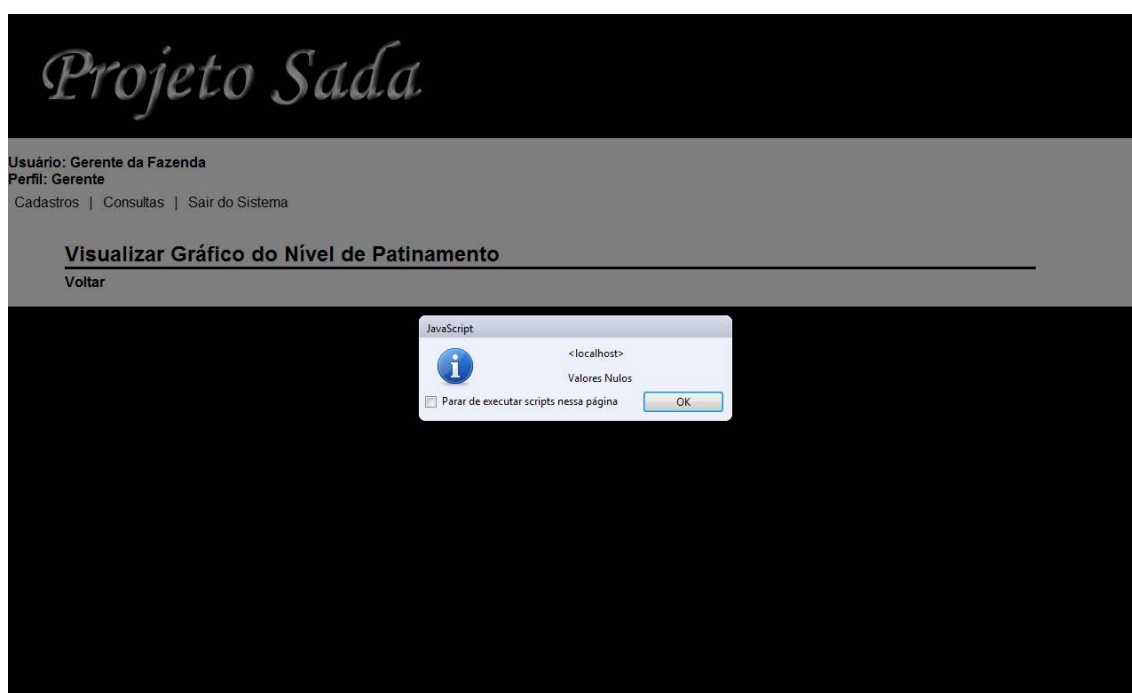 Projeto Sada
Usuário: Gerente da Fazenda
Perfil: Gerente
Cadastros | Consultas | Sair do Sistema
Visualizar Gráfico do Nível de Patinamento
Voltar
JavaScript
<localhost>
Valores Nulos
Parar de executar scripts nessa página OK